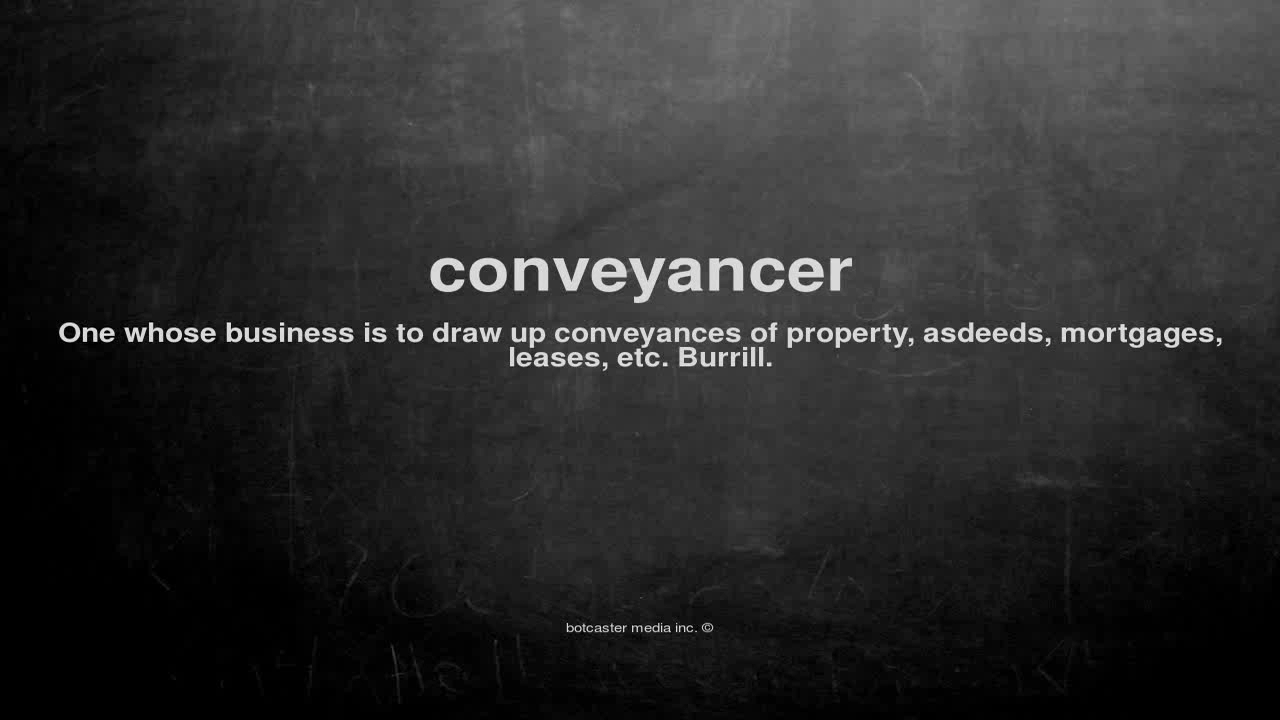 conveyancer
One whose business is to draw up conveyances of property, asdeeds, mortgages,
leases, etc. Burrill.
botcaster media inc. ©